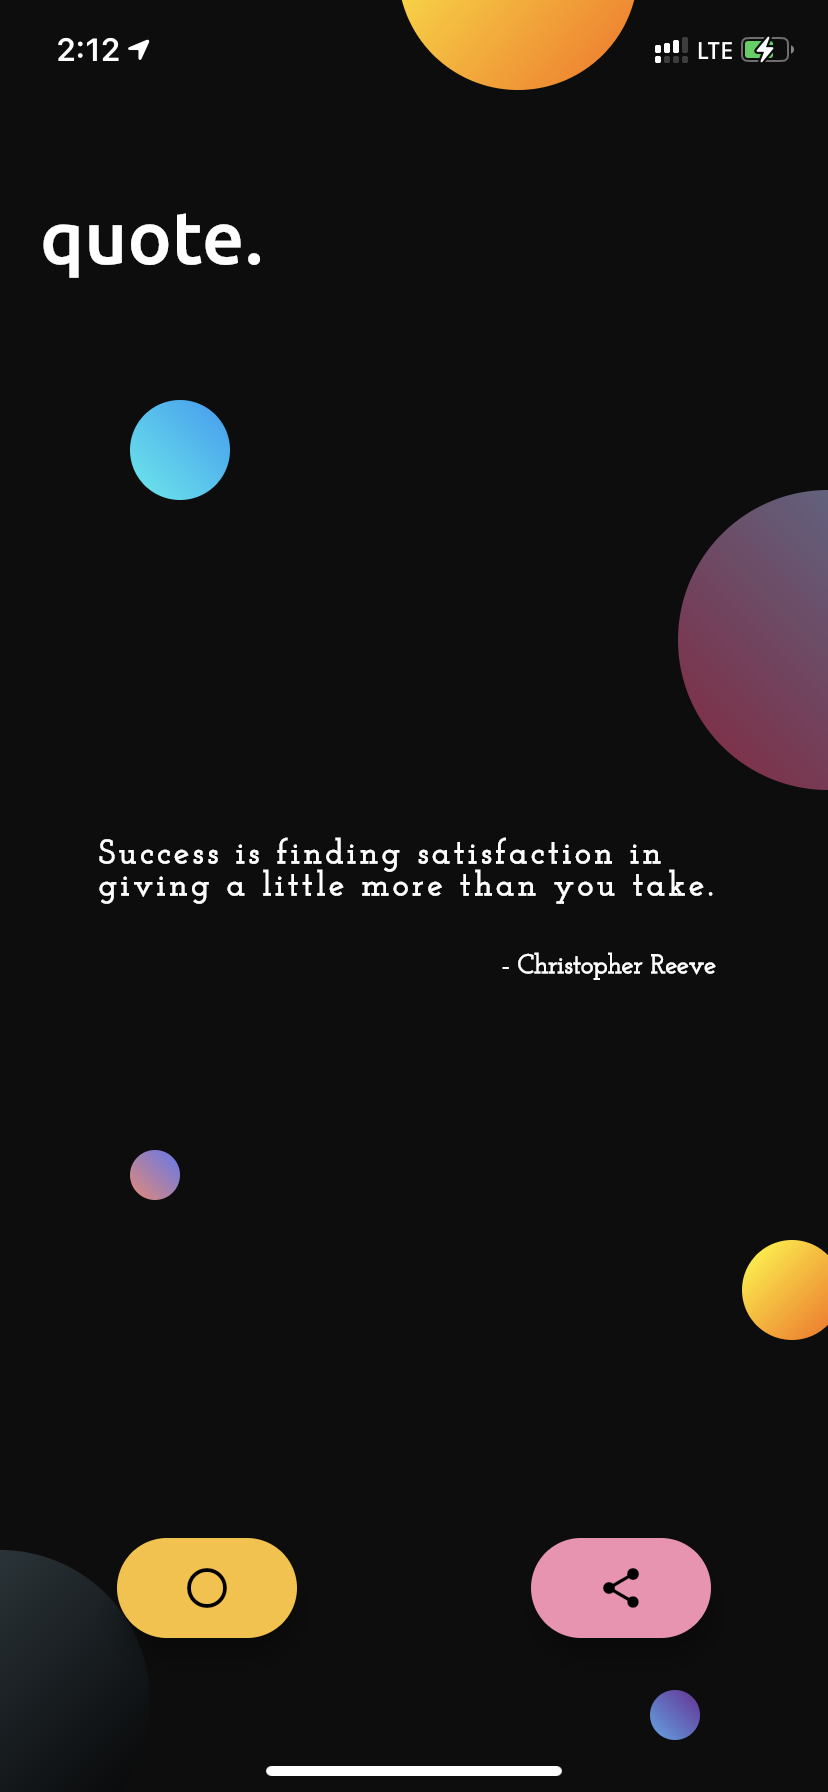 2:12
LTE
quote.
Success is finding satisfaction in
giving a little more than you take.
- Christopher Reeve